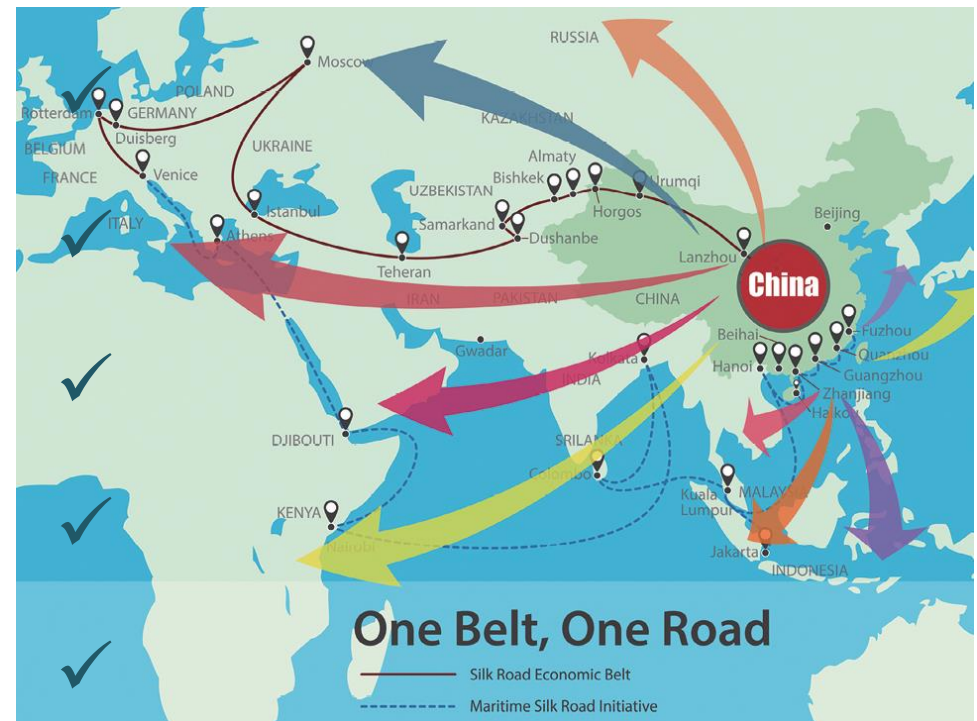 RUSSIA
Moscow
POLAND
Rotterdam
GERMANY
Duisberg
KAZAKHSTAN
BELGIUM
UKRAINE
FRANCE
Venice
Almaty
Bishkek
Urumqi
UZBEKISTAN
Horgos
Istanbul
Samarkand
Beijing
ITALY
Athens
Dushanbe
Lanzhou
Teheran
China
IRAN
PAKISTAN
CHINA
Beihai
Fuzhou
Gwadar
Kolkata
Hanoi
Quanzhou
INDIA
Guangzhou
Zhanjiang
Haikou
DJIBOUTI
SRILANKA
Colombo
Kuala
Lumpur
MALAYSIA
KENYA
Nairobi
Jakarta
INDONESIA
One Belt, One Road
Silk Road Economic Belt
Maritime Silk Road Initiative